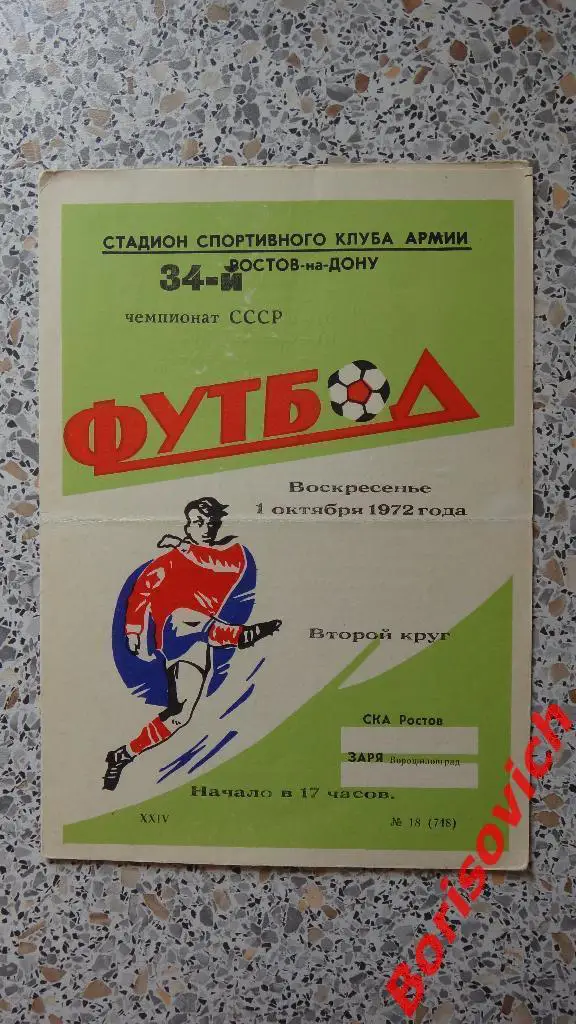 СТАДИОН СПОРТИВНОГО КЛУБА АРМИИ
РОСТОВ-на-ДОНУ
34-й
чемпионат СССР
ФУТБОЛ
Воскресенье
1 октября 1972 года
Второй круг
СКА Ростов
ЗАРЯ Ворошиловград
Начало в 17 часов.
XXIV
№ 18 (718)
Borisovich